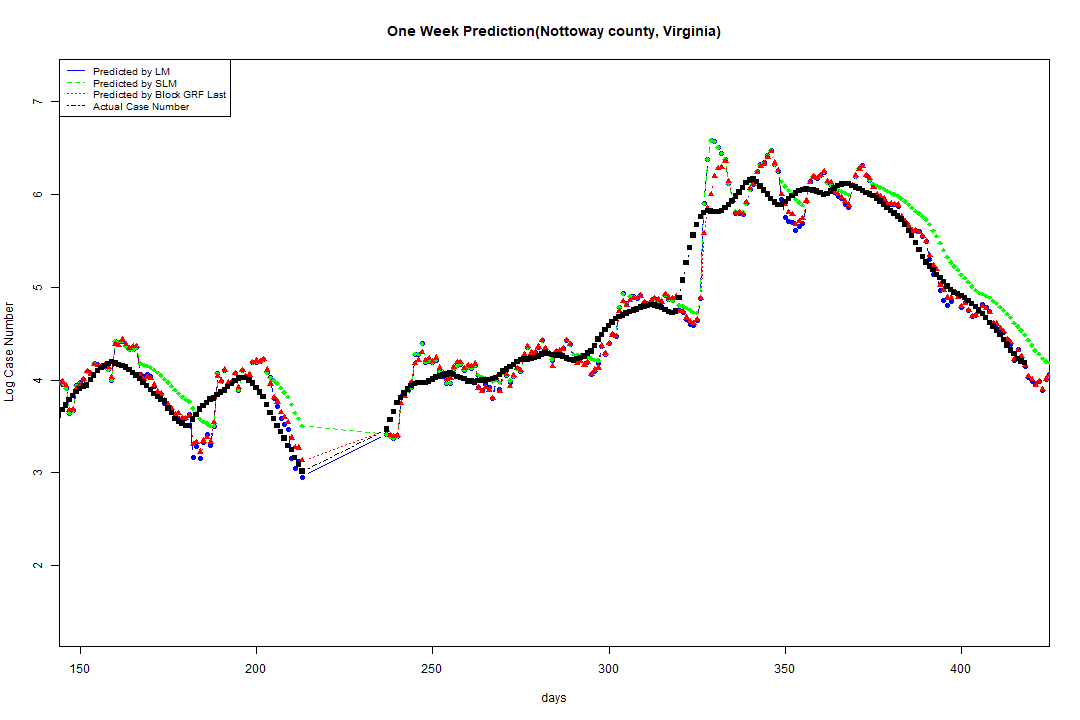 One Week Prediction(Nottoway county, Virginia)
Predicted by LM
Predicted by SLM
Predicted by Block GRF Last
Actual Case Number
7
6
5
4
3
2
Log Case Number
150 200 250 300 350 400
days